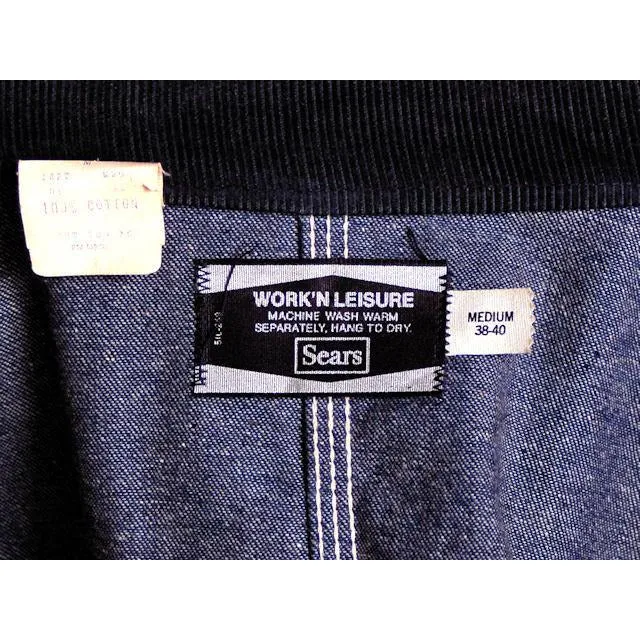 100% COTTON
WORK'N LEISURE
MACHINE WASH WARM
SEPARATELY, HANG TO DRY.
Sears
MEDIUM
38-40